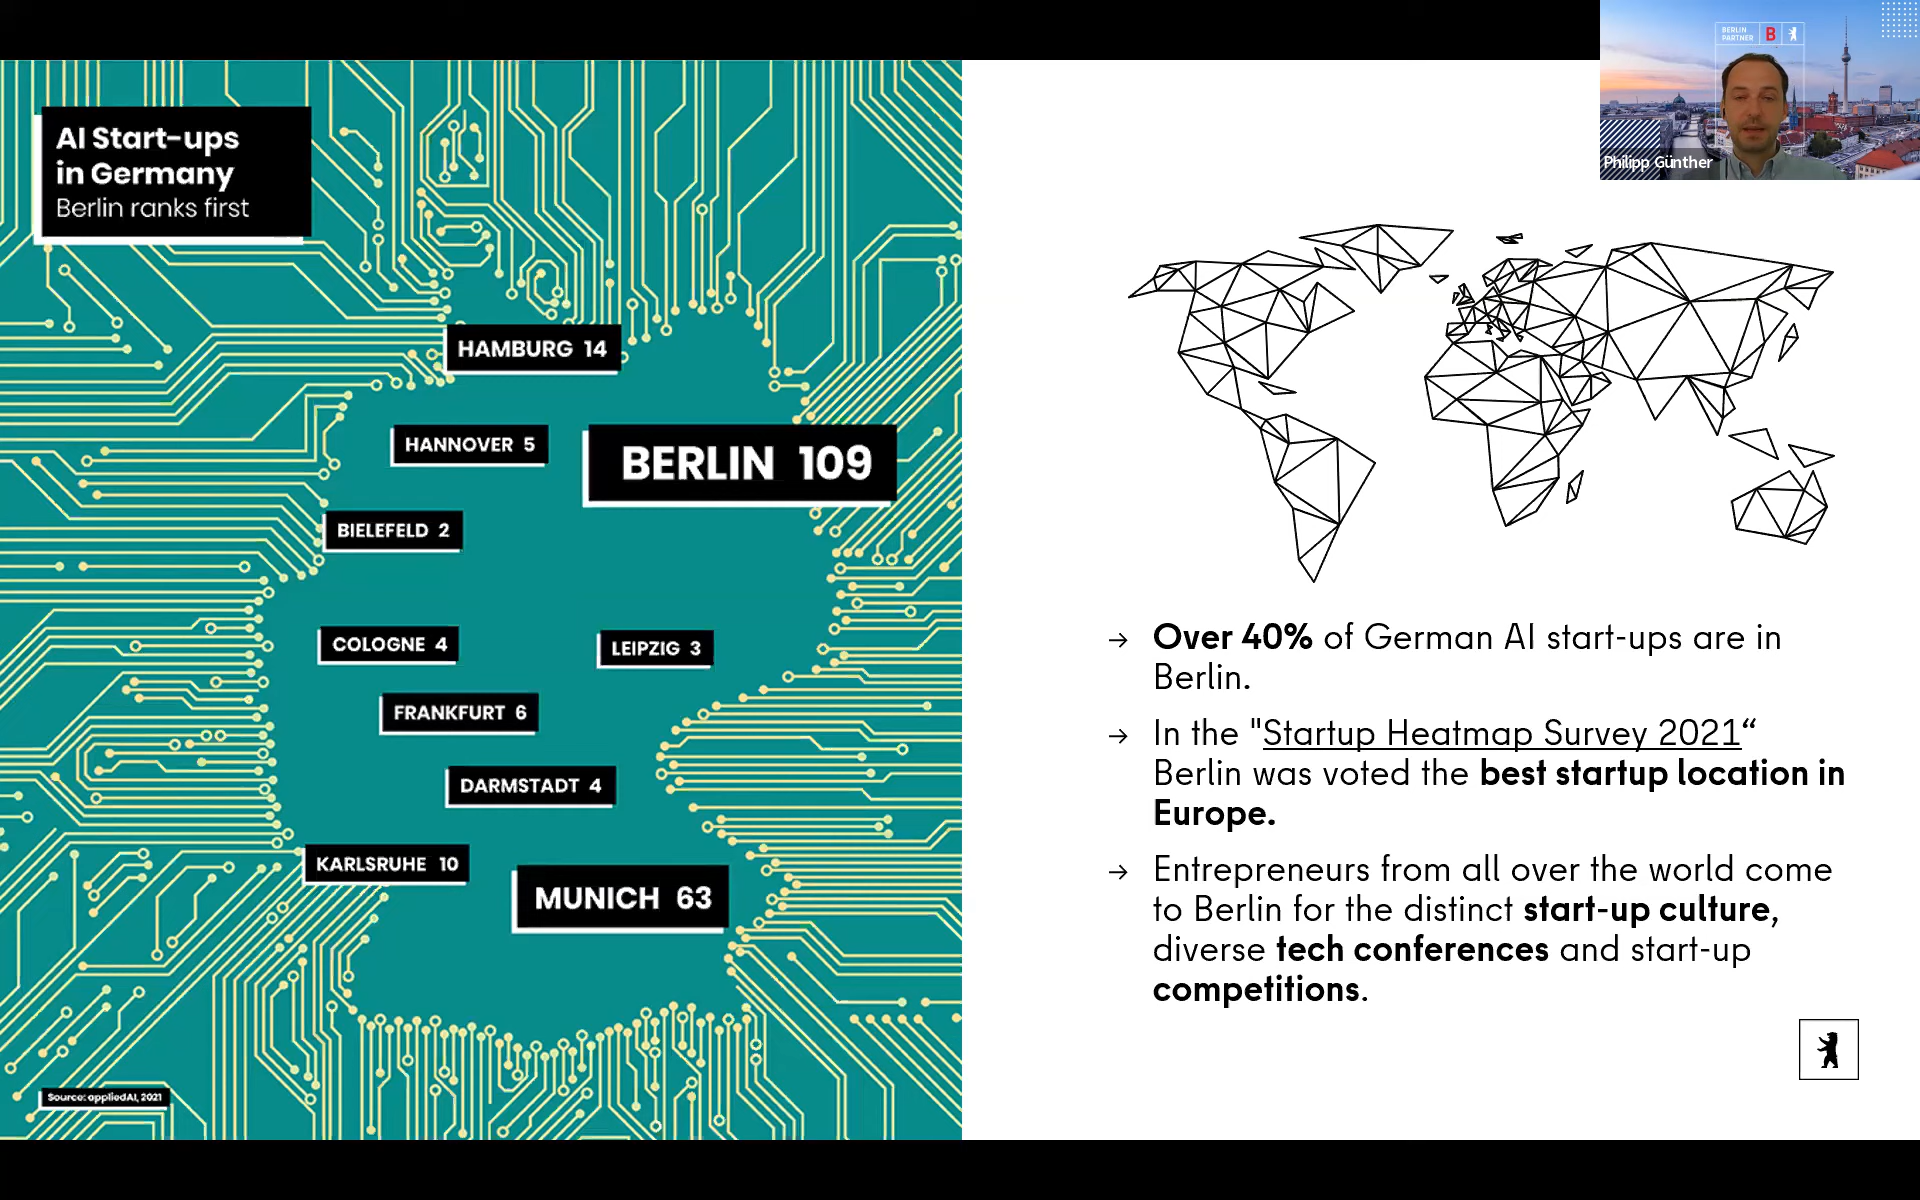 AI Start-ups
in Germany
Berlin ranks first
HAMBURG 14
HANNOVER 5
BERLIN 109
BIELEFELD 2
COLOGNE 4
LEIPZIG 3
FRANKFURT 6
DARMSTADT 4
KARLSRUHE 10
MUNICH 63
Source: appliedAI, 2021
BERLIN
PARTNER
B
Philipp Günther
→ Over 40% of German AI start-ups are in
Berlin.
→ In the "Startup Heatmap Survey 2021“
Berlin was voted the best startup location in
Europe.
→ Entrepreneurs from all over the world come
to Berlin for the distinct start-up culture,
diverse tech conferences and start-up
competitions.